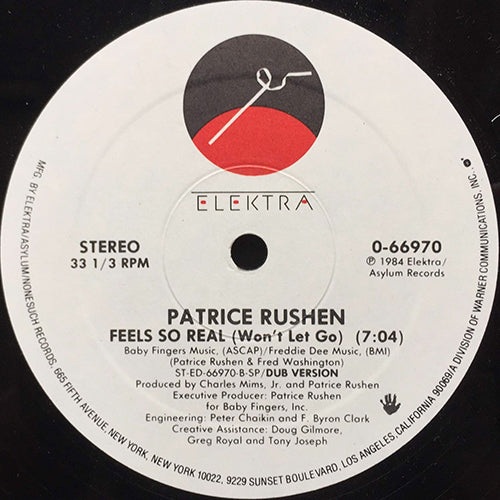 ELEKTRA
STEREO
33 1/3 RPM
0-66970
℗ 1984 Elektra/
Asylum Records
PATRICE RUSHEN
FEELS SO REAL (Won't Let Go) (7:04)
Baby Fingers Music, (ASCAP)/Freddie Dee Music, (BMI)
(Patrice Rushen & Fred Washington)
ST-ED-66970-B-SP/DUB VERSION
Produced by Charles Mims, Jr. and Patrice Rushen
Executive Producer: Patrice Rushen
for Baby Fingers, Inc.
Engineering: Peter Chaikin and F. Byron Clark
Creative Assistance: Doug Gilmore,
Greg Royal and Tony Joseph
MFG. BY ELEKTRA/ASYLUM/NONESUCH RECORDS, 665 FIFTH AVENUE, NEW YORK, NEW YORK 10022, 9229 SUNSET BOULEVARD, LOS ANGELES, CALIFORNIA 90069/A DIVISION OF WARNER COMMUNICATIONS, INC.